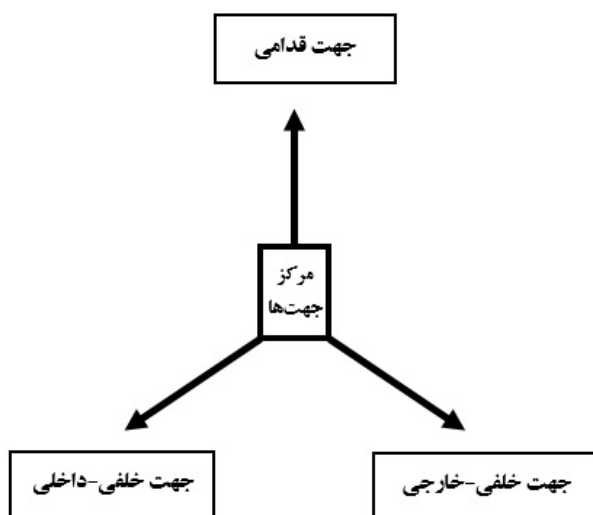 جهت قدامی
مرکز
جهت‌ها
جهت خلفی-خارجی
جهت خلفی-داخلی